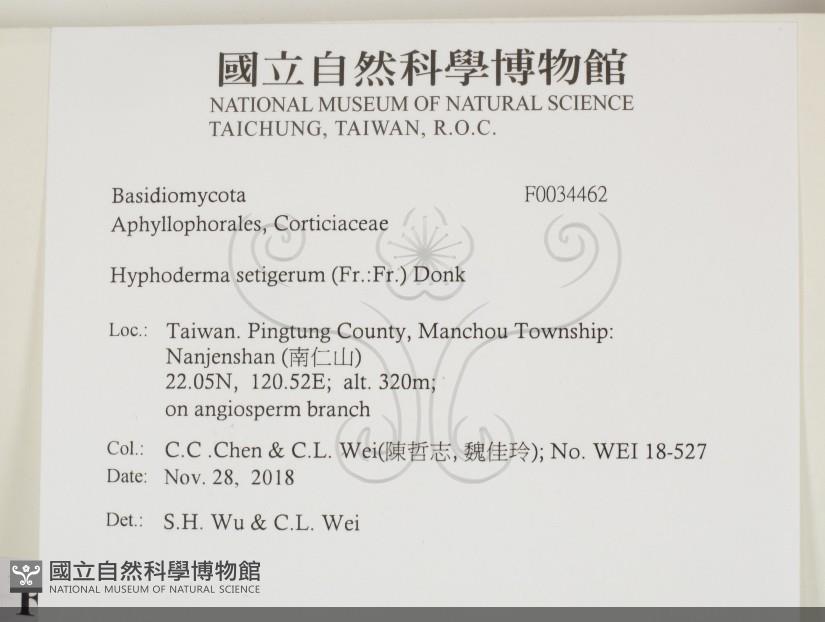 國立自然科學博物館
NATIONAL MUSEUM OF NATURAL SCIENCE
TAICHUNG, TAIWAN, R.O.C.
Basidiomycota F0034462
Aphyllophorales, Corticiaceae
Hyphoderma setigerum (Fr.:Fr.) Donk
Loc.: Taiwan. Pingtung County, Manchou Township:
Nanjenshan (南仁山)
22.05N, 120.52E; alt. 320m;
on angiosperm branch
Col.: C.C .Chen & C.L. Wei(陳哲志, 魏佳玲); No. WEI 18-527
Date: Nov. 28, 2018
Det.: S.H. Wu & C.L. Wei
國立自然科學博物館
NATIONAL MUSEUM OF NATURAL SCIENCE
F